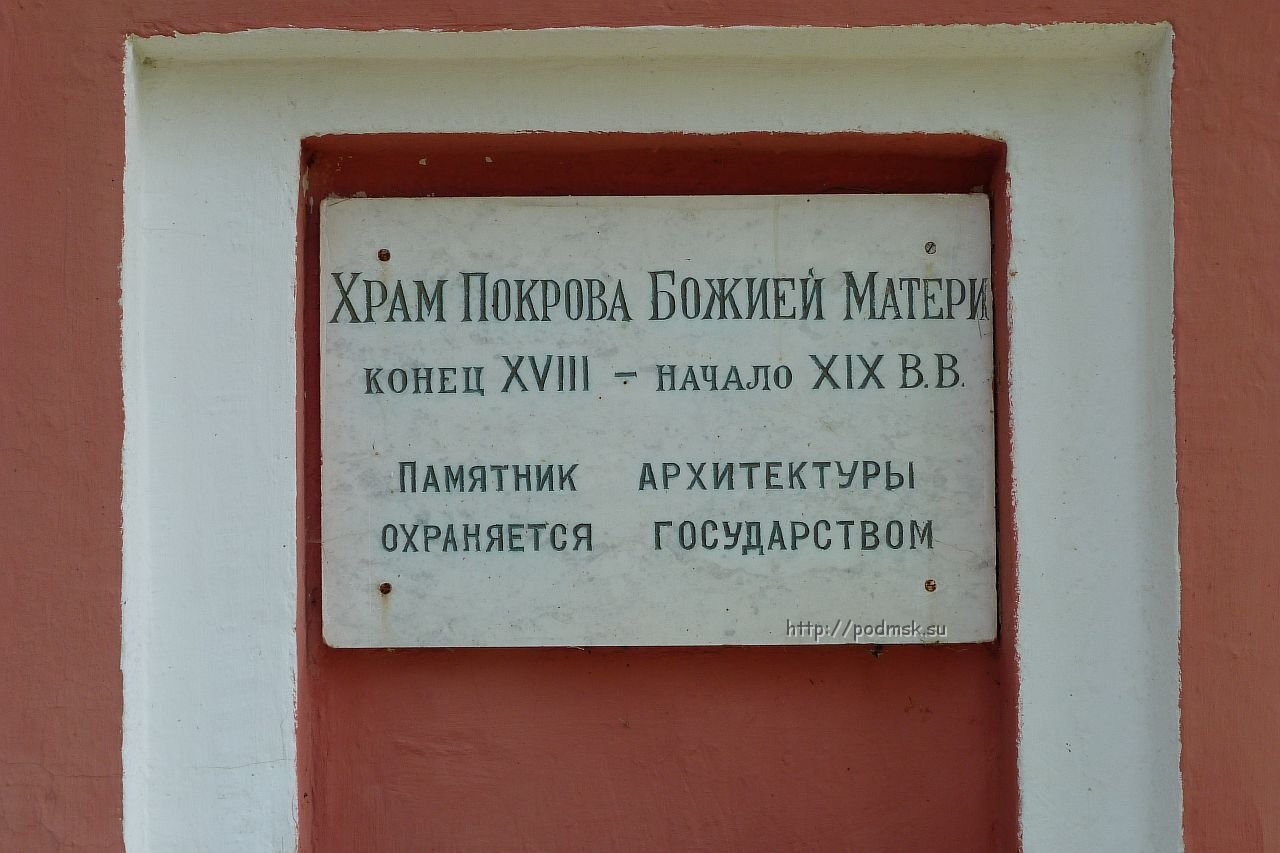 Храм Покрова Божией Матери
конец XVIII – начало XIX В.В.
Памятник архитектуры
охраняется государством
http://podmsk.su